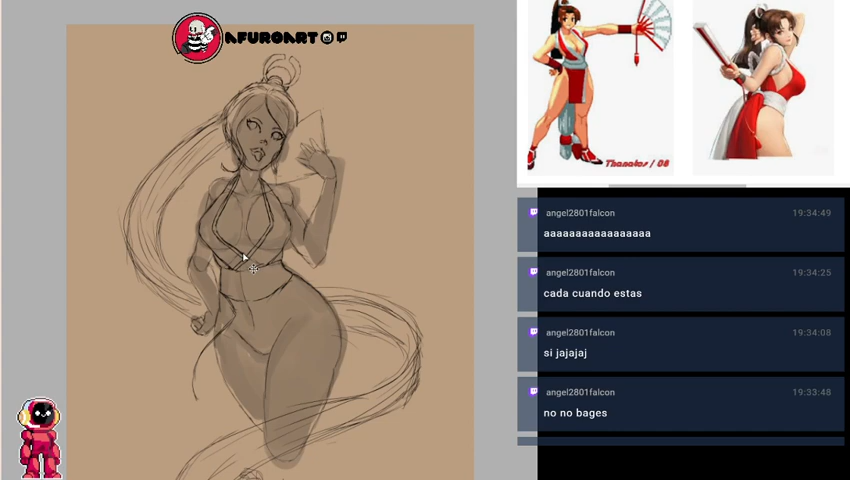 AFUROART
Thanatos / 08
angel2801falcon 19:34:49
aaaaaaaaaaaaaaaaa
angel2801falcon 19:34:25
cada cuando estas
angel2801falcon 19:34:08
si jajajaj
angel2801falcon 19:33:48
no no bages